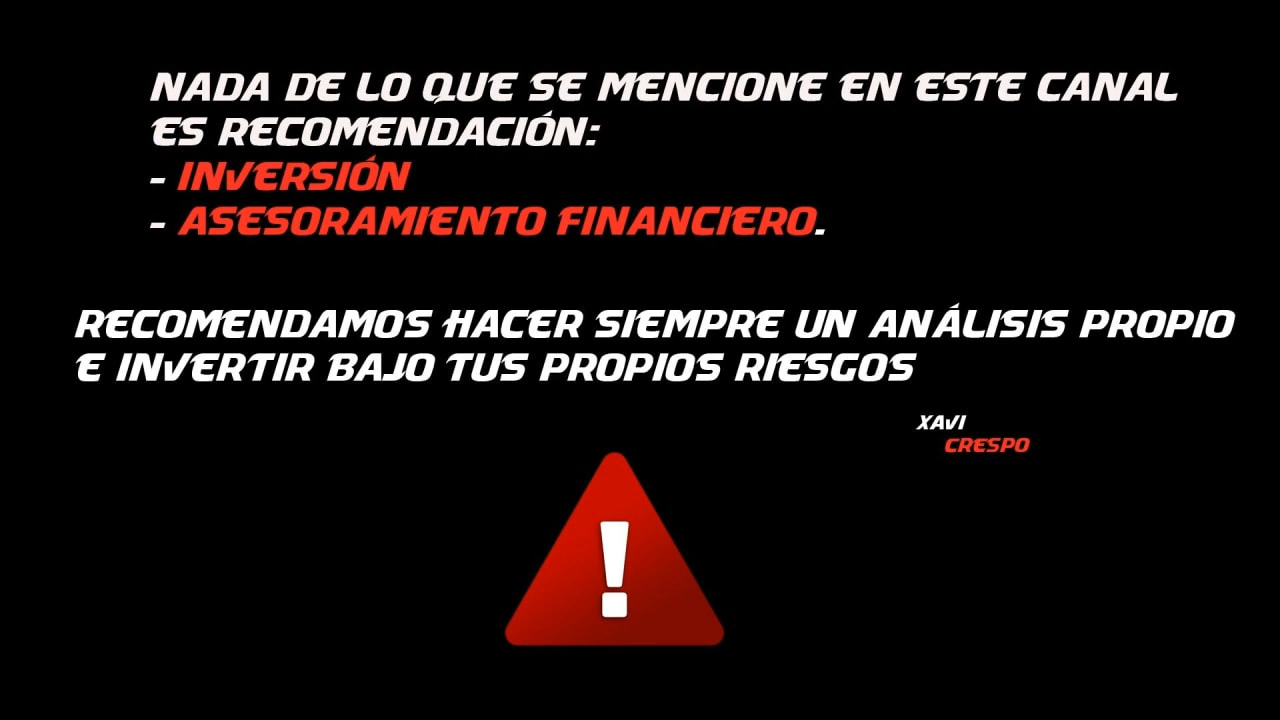 NADA DE LO QUE SE MENCIONE EN ESTE CANAL
ES RECOMENDACIÓN:
- INVERSIÓN
- ASESORAMIENTO FINANCIERO.
RECOMENDAMOS HACER SIEMPRE UN ANÁLISIS PROPIO
E INVERTIR BAJO TUS PROPIOS RIESGOS
XAVI
CRESPO
!